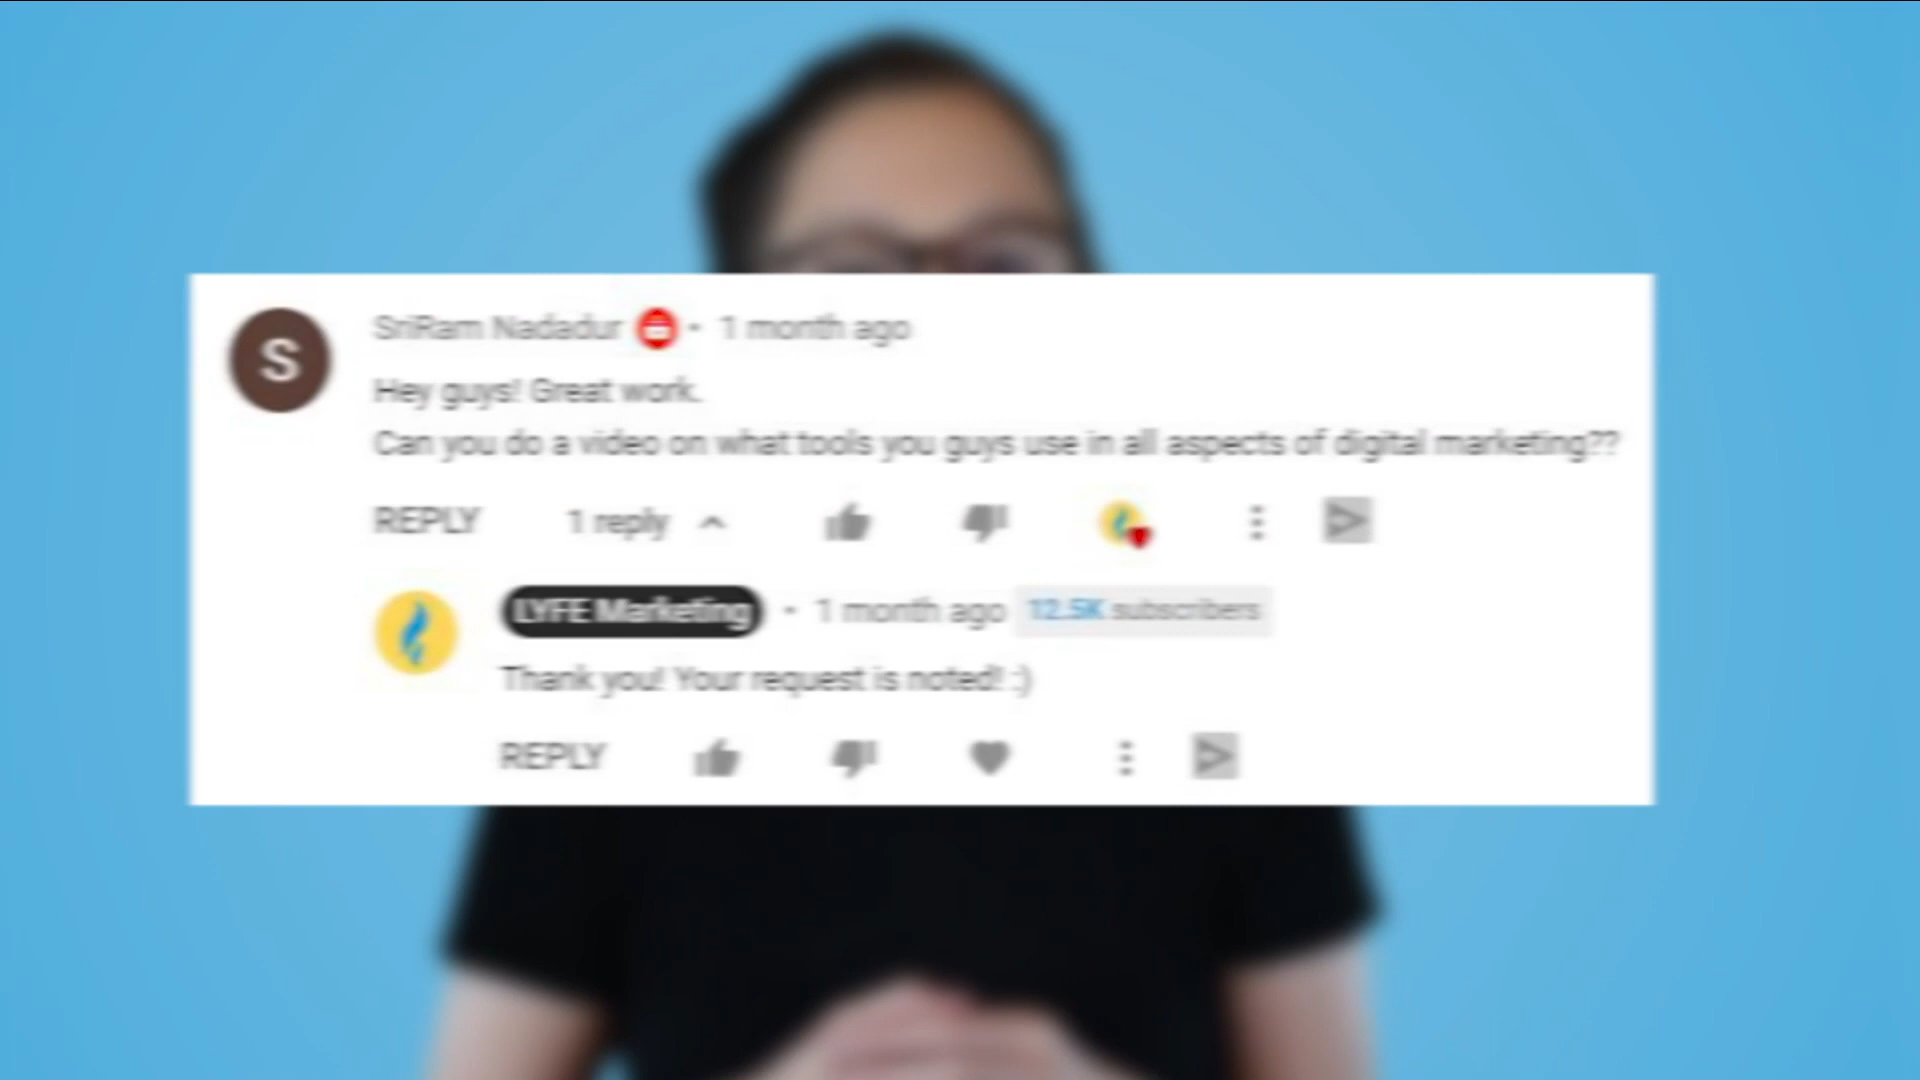 S
SriRam Nadadur • 1 month ago
Hey guys! Great work.
Can you do a video on what tools you guys use in all aspects of digital marketing??
REPLY 1 reply
LYFE Marketing • 1 month ago 12.5K subscribers
Thank you! Your request is noted! :)
REPLY